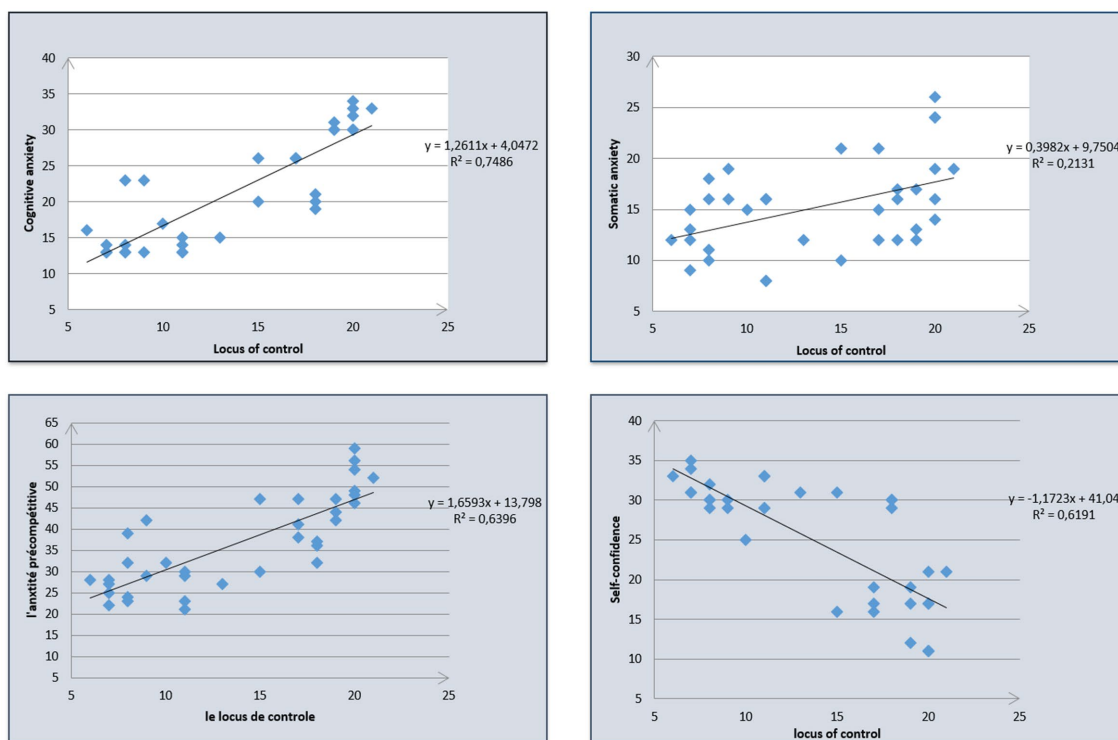 40
35
30
25
20
15
10
5
5 10 15 20 25
Cognitive anxiety
Locus of control
y = 1,2611x + 4,0472
R² = 0,7486
30
25
20
15
10
5
5 10 15 20 25
Somatic anxiety
Locus of control
y = 0,3982x + 9,7504
R² = 0,2131
65
60
55
50
45
40
35
30
25
20
15
10
5
5 10 15 20 25
l'anxtité précompétitive
le locus de controle
y = 1,6593x + 13,798
R² = 0,6396
40
35
30
25
20
15
10
5
5 10 15 20 25
Self-confidence
locus of control
y = -1,1723x + 41,04
R² = 0,6191